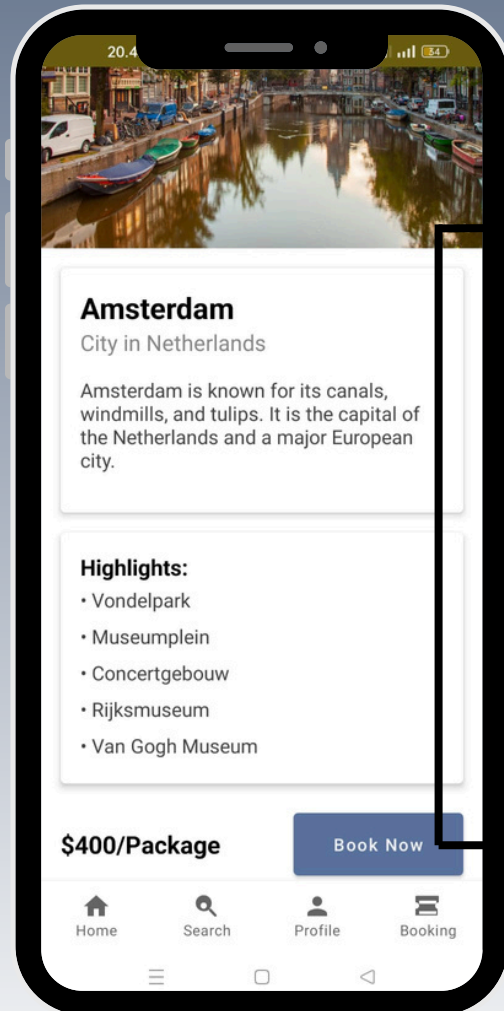 20.4
84
Amsterdam
City in Netherlands
Amsterdam is known for its canals,
windmills, and tulips. It is the capital of
the Netherlands and a major European
city.
Highlights:
• Vondelpark
• Museumplein
• Concertgebouw
• Rijksmuseum
• Van Gogh Museum
$400/Package
Book Now
Home Search Profile Booking